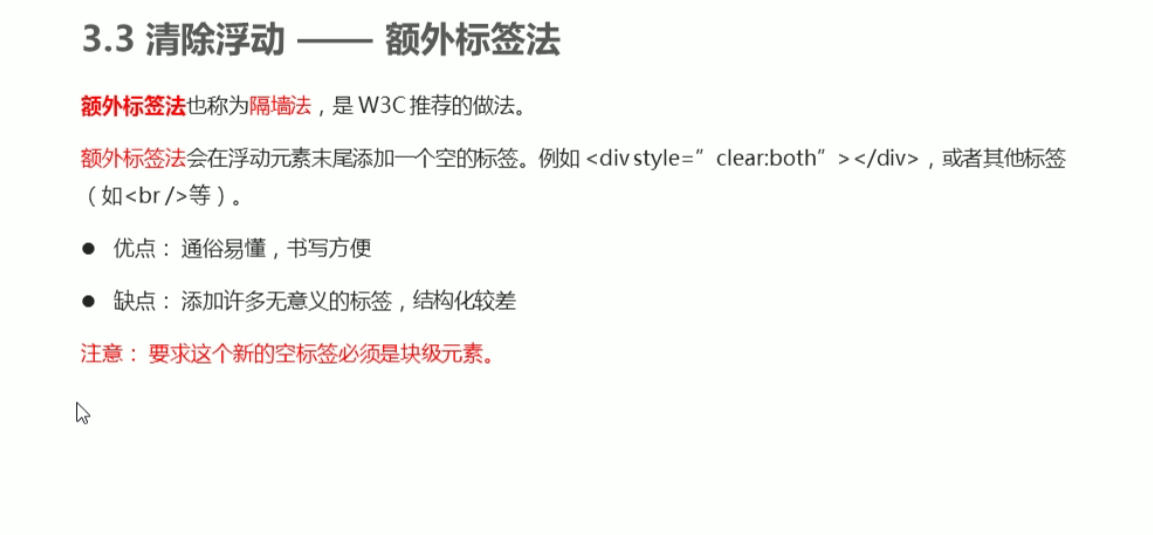 3.3 清除浮动 —— 额外标签法
额外标签法也称为隔墙法，是 W3C 推荐的做法。
额外标签法会在浮动元素末尾添加一个空的标签。例如 <div style=”clear:both”></div>，或者其他标签
（如<br />等）。
● 优点： 通俗易懂，书写方便
● 缺点： 添加许多无意义的标签，结构化较差
注意： 要求这个新的空标签必须是块级元素。